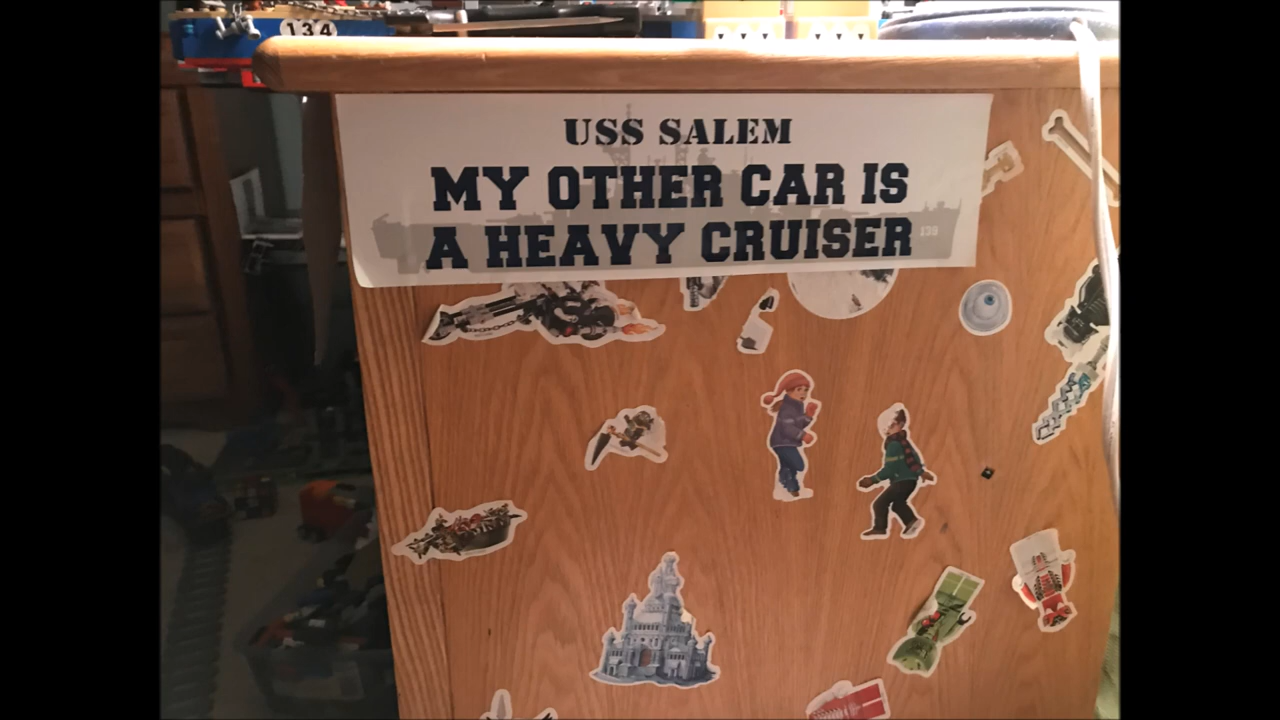 134
USS SALEM
MY OTHER CAR IS
A HEAVY CRUISER
139